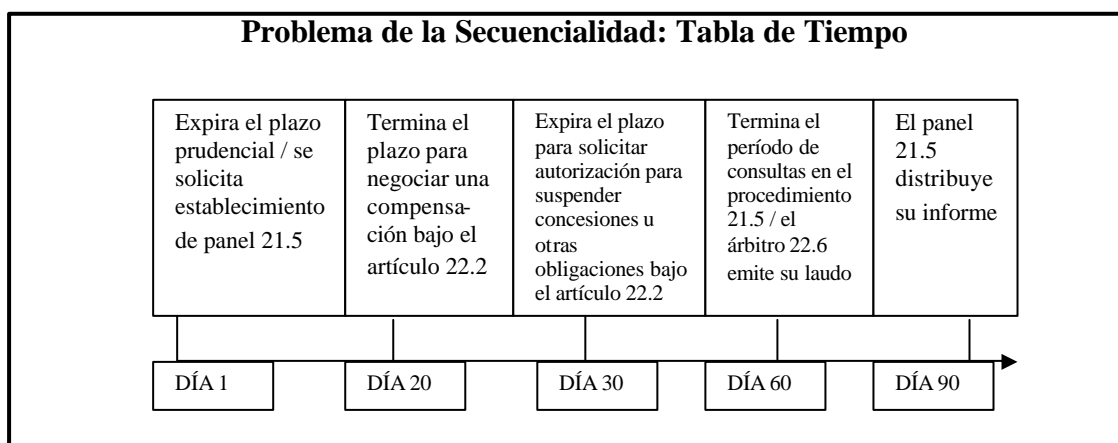 Problema de la Secuencialidad: Tabla de Tiempo
Expira el plazo
prudencial / se
solicita
establecimiento
de panel 21.5
Termina el
plazo para
negociar una
compensa-
ción bajo el
artículo 22.2
Expira el plazo
para solicitar
autorización para
suspender
concesiones u
otras
obligaciones bajo
el artículo 22.2
Termina el
período de
consultas en el
procedimiento
21.5 / el
árbitro 22.6
emite su laudo
El panel
21.5
distribuye
su informe
DÍA 1
DÍA 20
DÍA 30
DÍA 60
DÍA 90